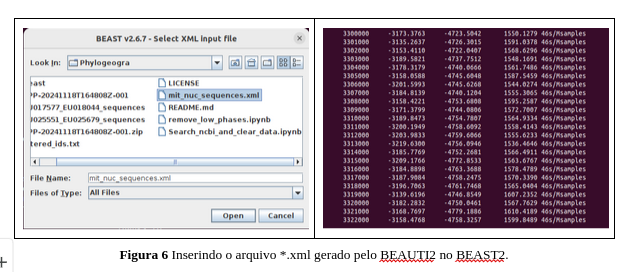 BEAST v2.6.7 - Select XML input file
Look In: Phylogeogra
ast
P-20241118T164808Z-001
J017577_EU018044_sequences
J025551_EU025649_sequences
P-20241118T164808Z-001.zip
tered_ids.txt
LICENSE
mit_nuc_sequences.xml
README.md
remove_low_phases.ipynb
Search_ncbi_and_clear_data.ipynb
File Name: mit_nuc_sequences.xml
Files of Type: All Files
Open Cancel
3300000 -3173.3763 -4723.5042 1550.1279 46s/Msamples
3301000 -3135.2637 -4726.3015 1591.0378 46s/Msamples
3302000 -3153.4110 -4722.0407 1568.6296 46s/Msamples
3303000 -3189.5821 -4737.7512 1548.1691 46s/Msamples
3304000 -3178.3179 -4740.0666 1561.7486 46s/Msamples
3305000 -3158.0588 -4745.6048 1587.5459 46s/Msamples
3306000 -3201.5993 -4745.6268 1544.0274 46s/Msamples
3307000 -3184.8139 -4740.1204 1555.3065 46s/Msamples
3308000 -3158.4221 -4753.6808 1595.2587 46s/Msamples
3309000 -3171.3799 -4744.0806 1572.7007 46s/Msamples
3310000 -3189.8473 -4754.7807 1564.9334 46s/Msamples
3311000 -3200.1949 -4758.6092 1558.4143 46s/Msamples
3312000 -3203.9833 -4759.6066 1555.6233 46s/Msamples
3313000 -3219.6300 -4756.0946 1536.4646 46s/Msamples
3314000 -3185.7769 -4752.2681 1566.4911 46s/Msamples
3315000 -3209.1766 -4772.8533 1563.6767 46s/Msamples
3316000 -3184.8898 -4763.3688 1578.4789 46s/Msamples
3317000 -3187.9084 -4758.2475 1570.3390 46s/Msamples
3318000 -3196.7063 -4761.7468 1565.0404 46s/Msamples
3319000 -3139.6196 -4746.8549 1607.2352 46s/Msamples
3320000 -3182.2832 -4750.0461 1567.7629 46s/Msamples
3321000 -3168.7697 -4779.1886 1610.4189 46s/Msamples
3322000 -3158.4768 -4758.3257 1599.8489 46s/Msamples
Figura 6 Inserindo o arquivo *.xml gerado pelo BEAUTI2 no BEAST2.